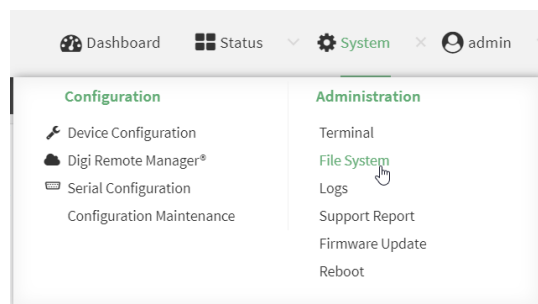 Dashboard Status System admin
Configuration
Device Configuration
Digi Remote Manager®
Serial Configuration
Configuration Maintenance
Administration
Terminal
File System
Logs
Support Report
Firmware Update
Reboot